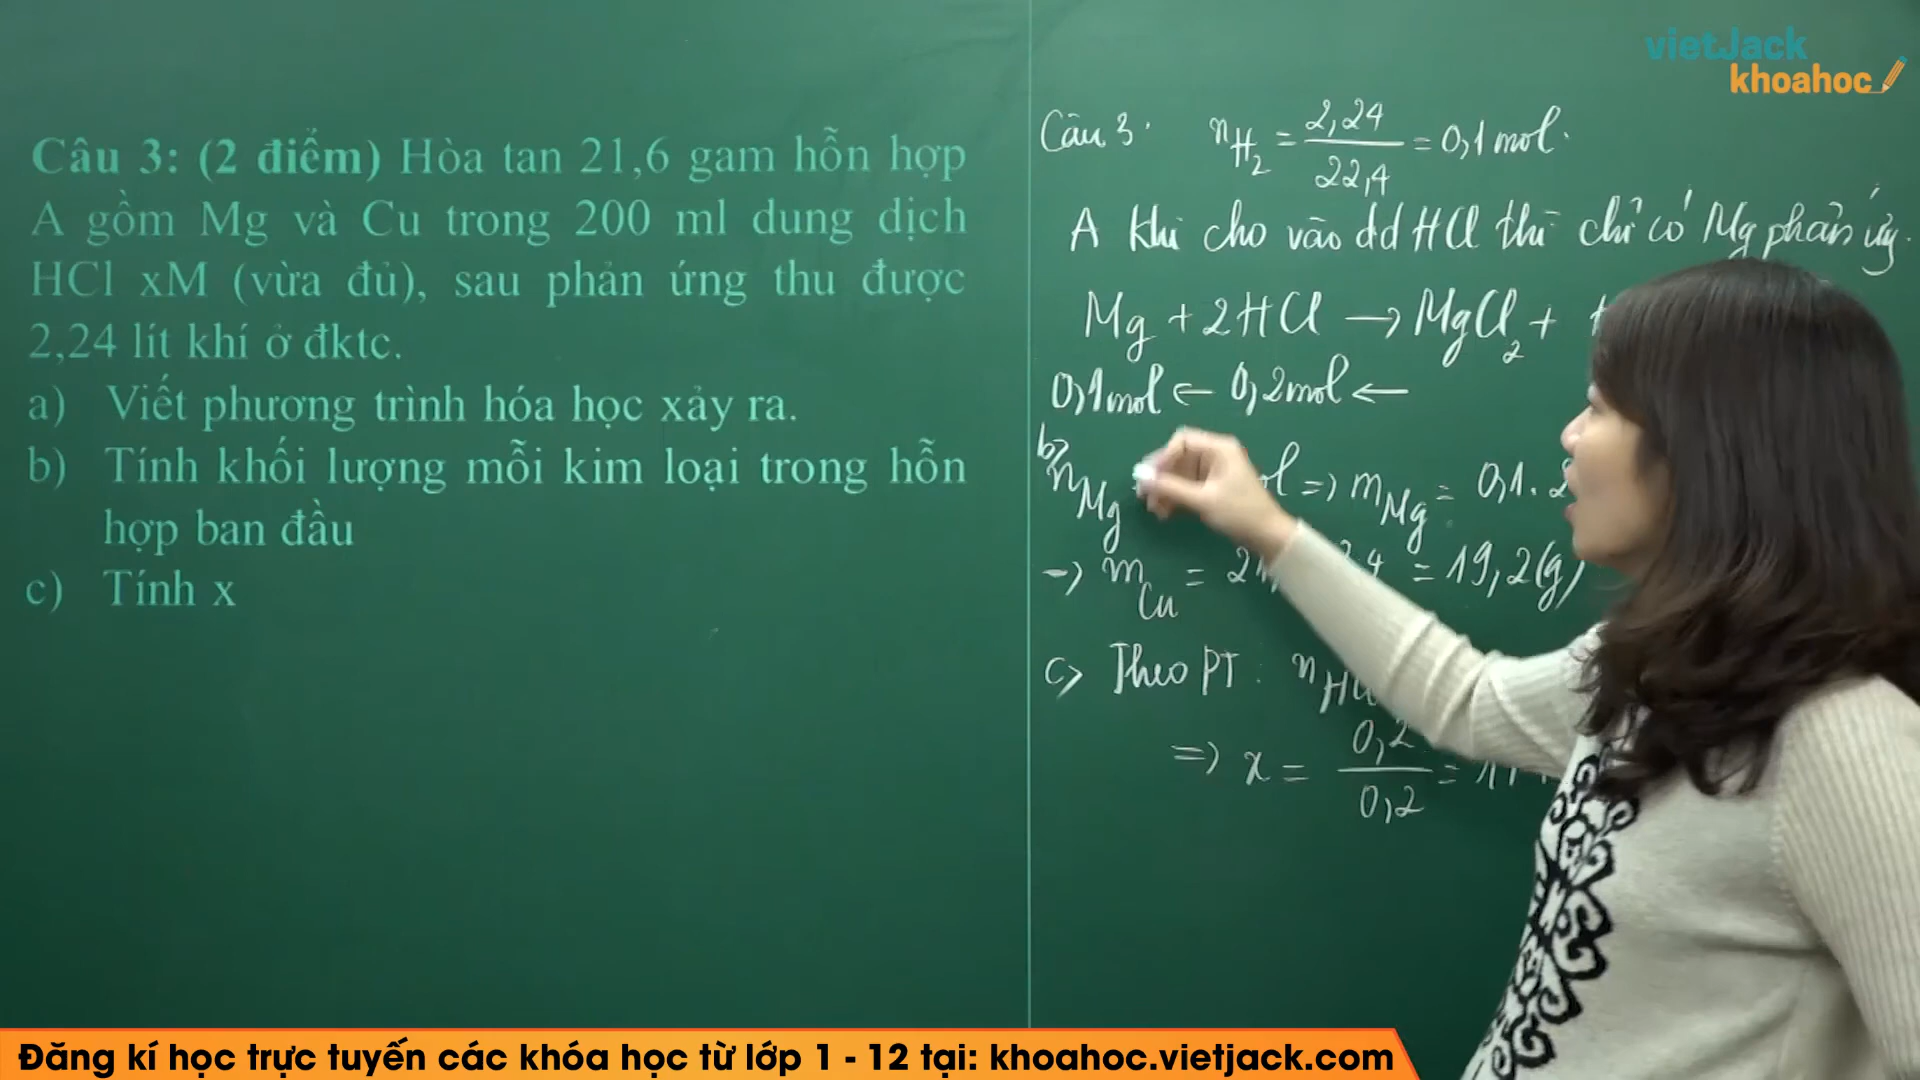 vietJack
khoahoc
Câu 3: (2 điểm) Hòa tan 21,6 gam hỗn hợp
A gồm Mg và Cu trong 200 ml dung dịch
HCl xM (vừa đủ), sau phản ứng thu được
2,24 lít khí ở đktc.
a) Viết phương trình hóa học xảy ra.
b) Tính khối lượng mỗi kim loại trong hỗn
hợp ban đầu
c) Tính x
Câu 3: n H2 = 2,24 / 22,4 = 0,1 mol.
A khi cho vào dd HCl thì chỉ có Mg phản ứng.
Mg + 2HCl → MgCl2 +
0,1mol ← 0,2mol ←
b> n Mg ⇒ m Mg = 0,1.
→ m Cu = = 19,2(g)
c> Theo PT: n HCl
⇒ x = 0,2 / 0,2 =
Đăng kí học trực tuyến các khóa học từ lớp 1 - 12 tại: khoahoc.vietjack.com